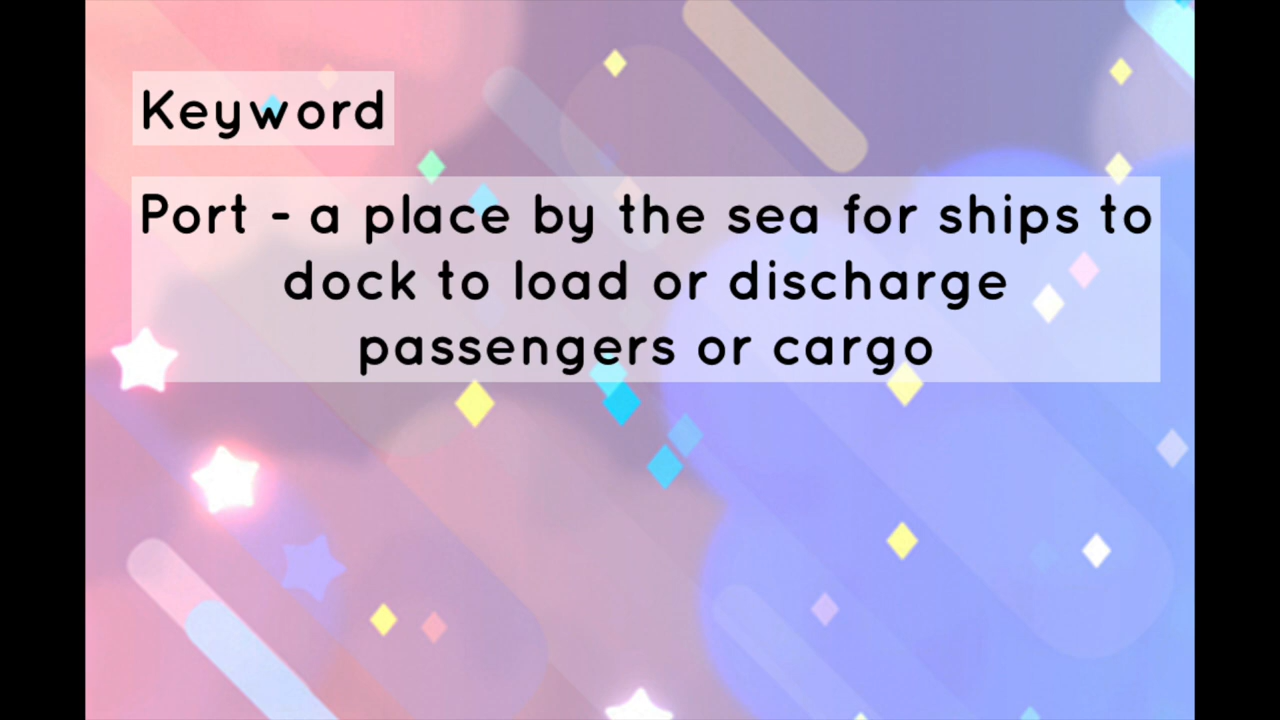 Keyword
Port - a place by the sea for ships to
dock to load or discharge
passengers or cargo